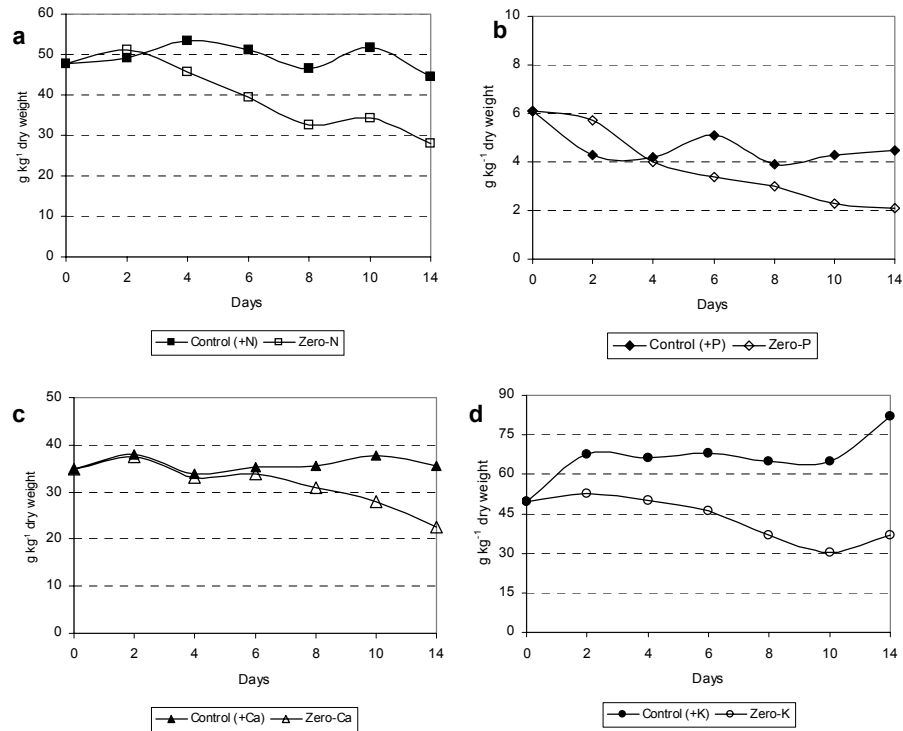 a
60
50
40
30
20
10
0
g kg⁻¹ dry weight
0 2 4 6 8 10 14
Days
Control (+N) Zero-N
b
10
8
6
4
2
0
g kg⁻¹ dry weight
0 2 4 6 8 10 14
Days
Control (+P) Zero-P
c
50
40
30
20
10
0
g kg⁻¹ dry weight
0 2 4 6 8 10 14
Days
Control (+Ca) Zero-Ca
d
90
75
60
45
30
15
0
g kg⁻¹ dry weight
0 2 4 6 8 10 14
Days
Control (+K) Zero-K